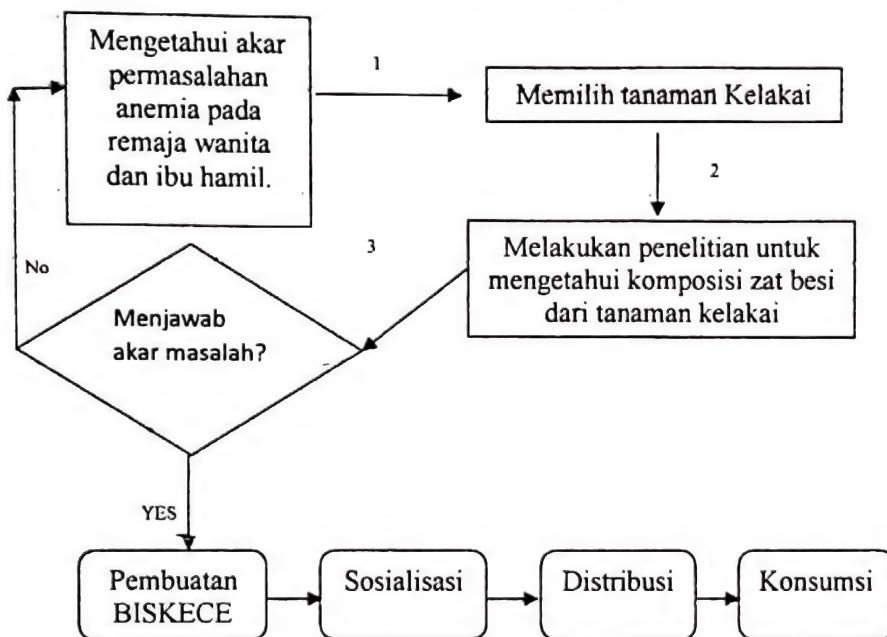 Mengetahui akar
permasalahan
anemia pada
remaja wanita
dan ibu hamil.
1
Memilih tanaman Kelakai
2
Melakukan penelitian untuk
mengetahui komposisi zat besi
dari tanaman kelakai
3
No
Menjawab
akar masalah?
YES
Pembuatan
BISKECE
Sosialisasi
Distribusi
Konsumsi